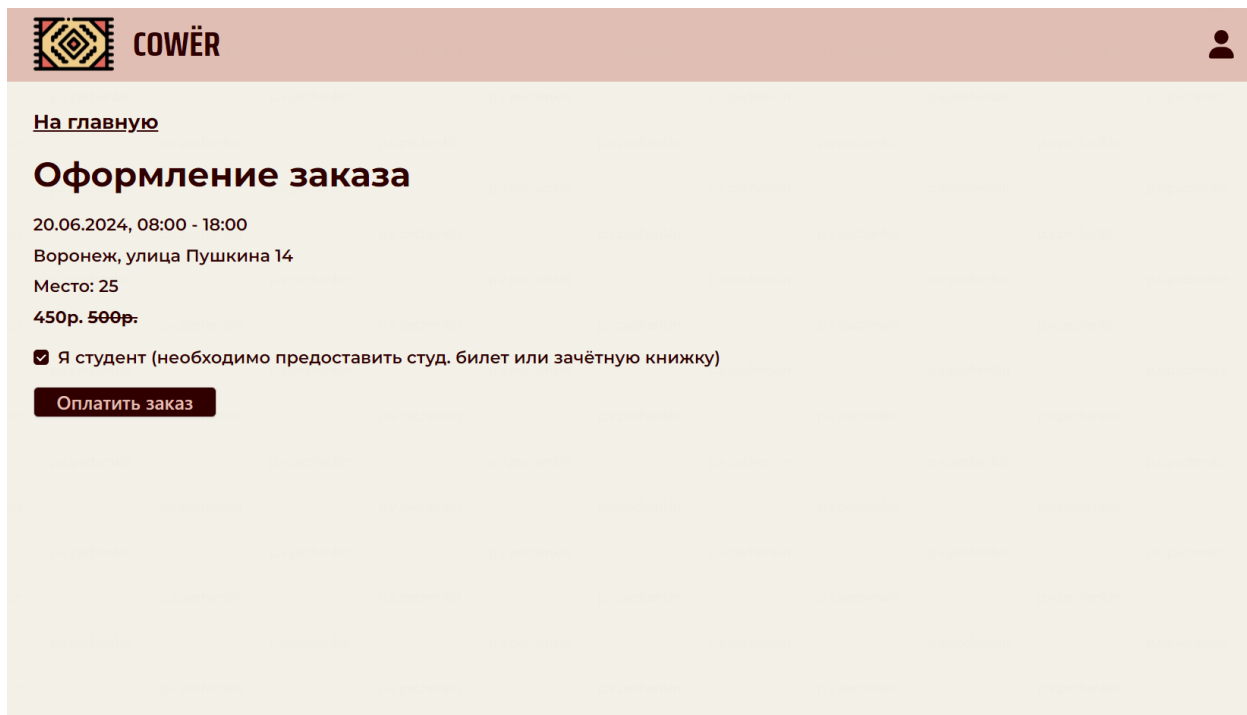 COWЁR
На главную
Оформление заказа
20.06.2024, 08:00 - 18:00
Воронеж, улица Пушкина 14
Место: 25
450р. 500р.
Я студент (необходимо предоставить студ. билет или зачётную книжку)
Оплатить заказ